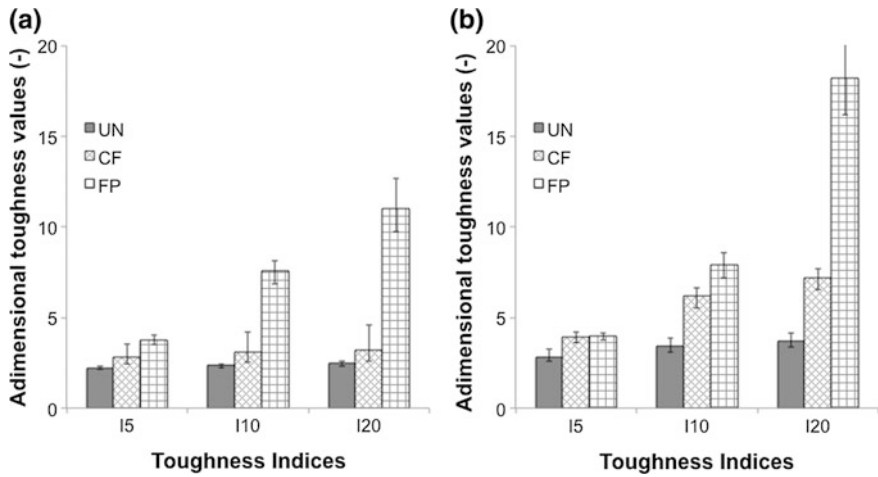 (a)
Adimensional toughness values (-)
20
15
10
5
0
UN
CF
FP
I5 I10 I20
Toughness Indices
(b)
Adimensional toughness values (-)
20
15
10
5
0
UN
CF
FP
I5 I10 I20
Toughness Indices